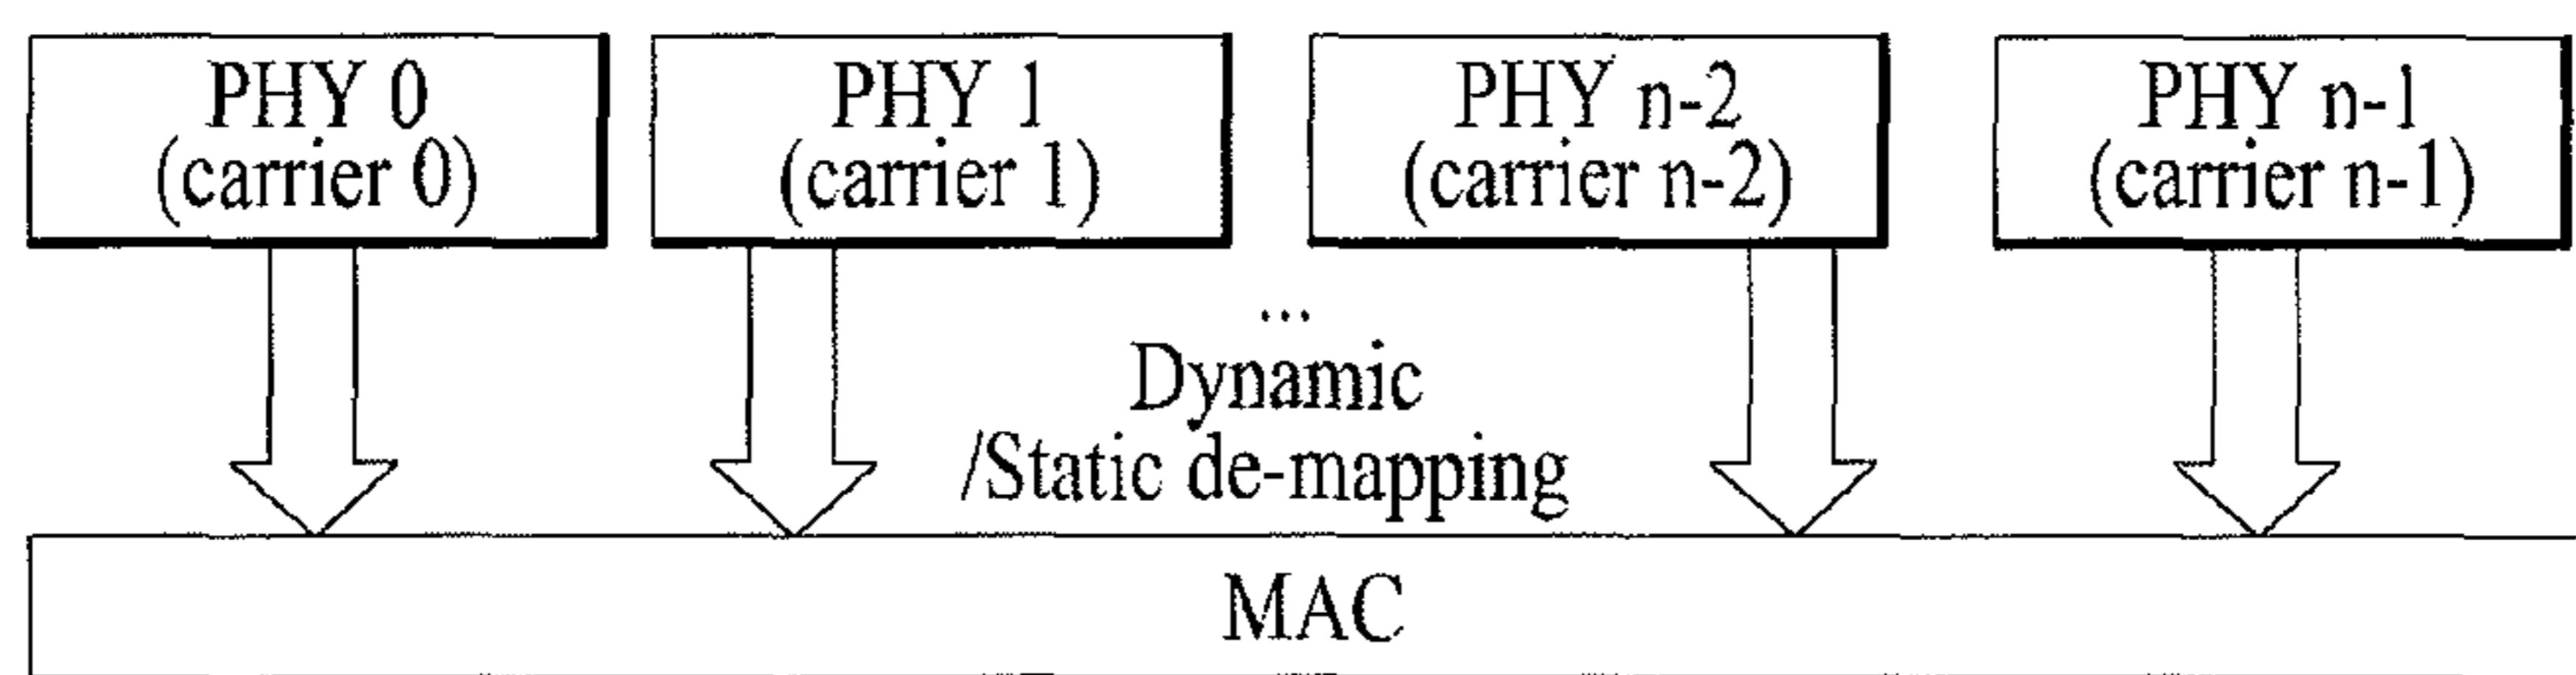 PHY 0
(carrier 0)
PHY 1
(carrier 1)
PHY n-2
(carrier n-2)
PHY n-1
(carrier n-1)
...
Dynamic
/Static de-mapping
MAC